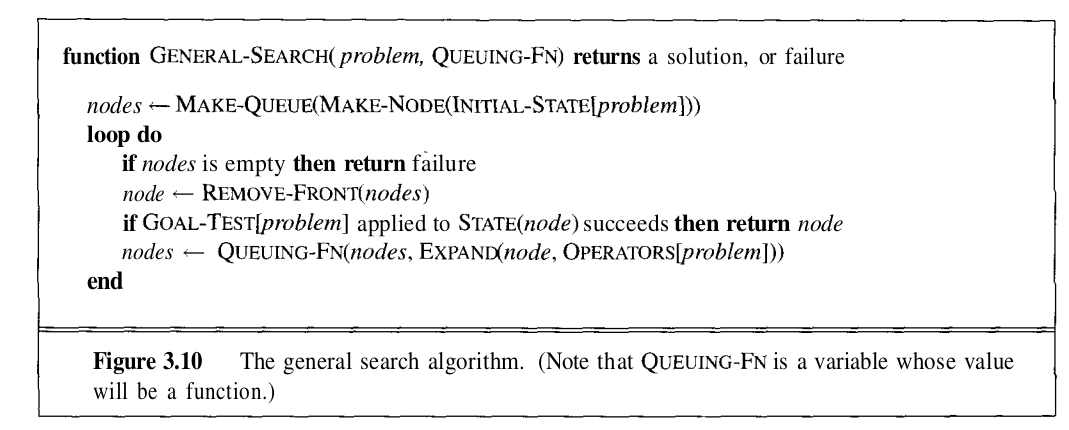 function GENERAL-SEARCH( problem, QUEUING-FN) returns a solution, or failure
nodes ← MAKE-QUEUE(MAKE-NODE(INITIAL-STATE[problem]))
loop do
if nodes is empty then return failure
node ← REMOVE-FRONT(nodes)
if GOAL-TEST[problem] applied to STATE(node) succeeds then return node
nodes ← QUEUING-FN(nodes, EXPAND(node, OPERATORS[problem]))
end
Figure 3.10 The general search algorithm. (Note that QUEUING-FN is a variable whose value
will be a function.)